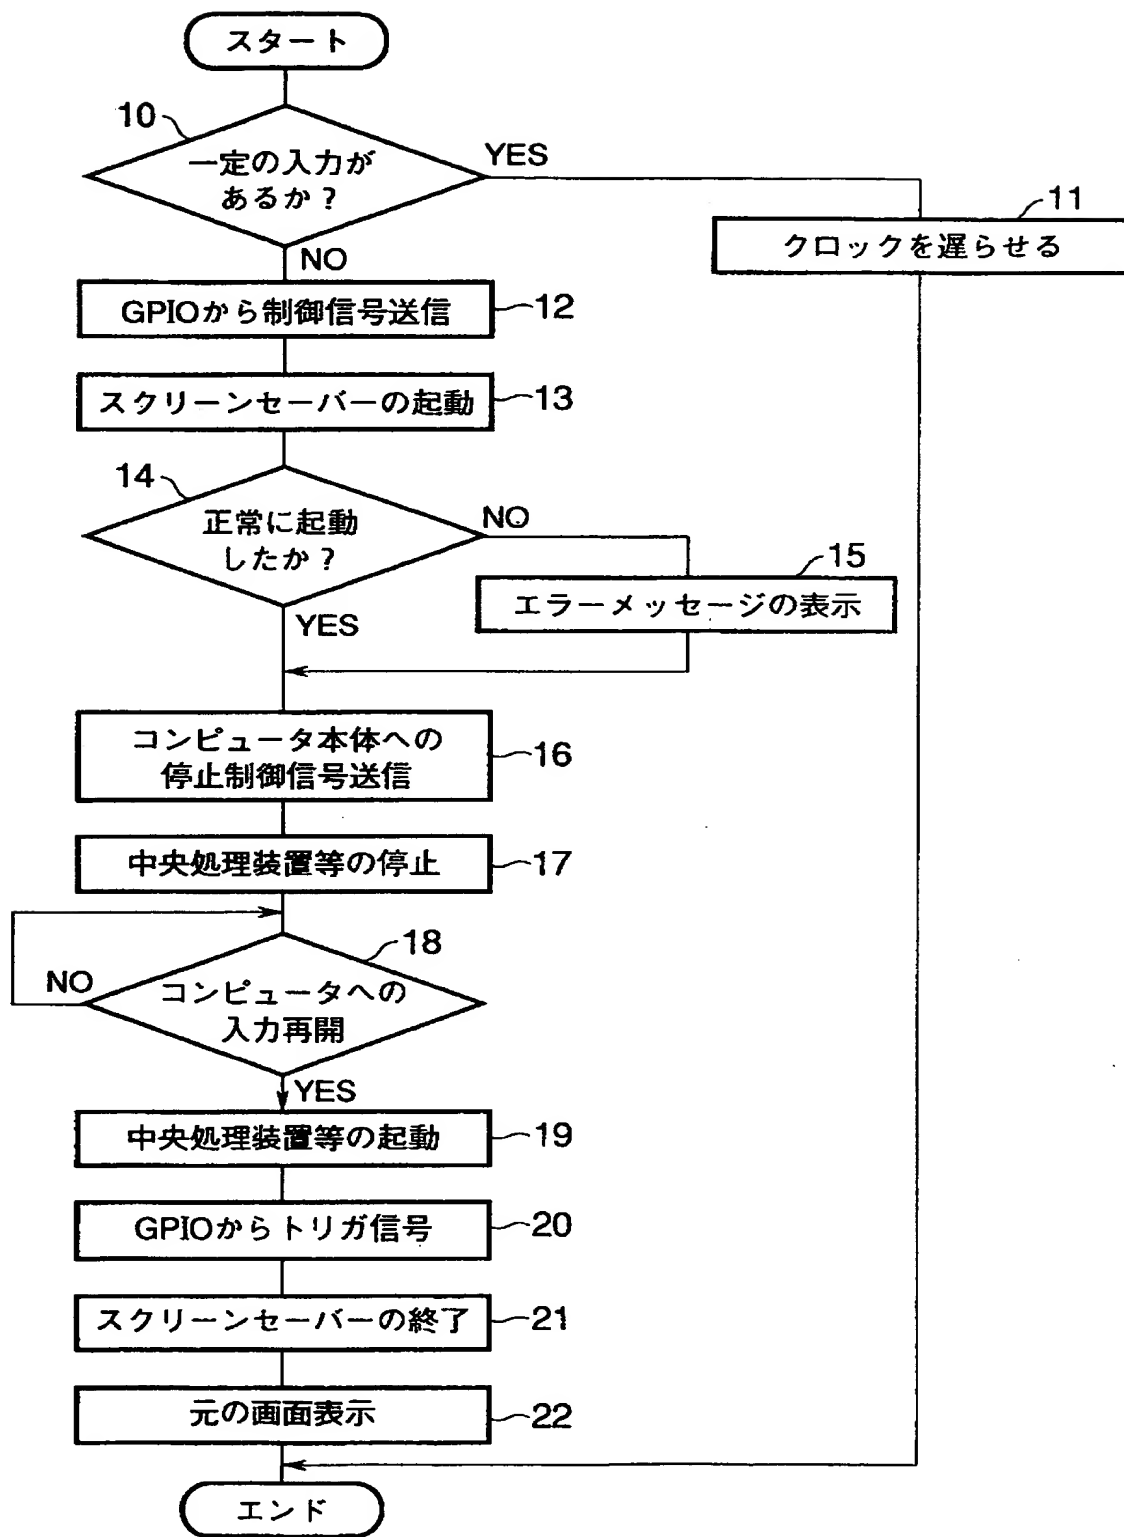 スタート
10
一定の入力が
あるか?
YES
11
クロックを遅らせる
NO
GPIOから制御信号送信
12
スクリーンセーバーの起動
13
14
正常に起動
したか?
NO
15
エラーメッセージの表示
YES
コンピュータ本体への
停止制御信号送信
16
中央処理装置等の停止
17
18
NO
コンピュータへの
入力再開
YES
中央処理装置等の起動
19
GPIOからトリガ信号
20
スクリーンセーバーの終了
21
元の画面表示
22
エンド